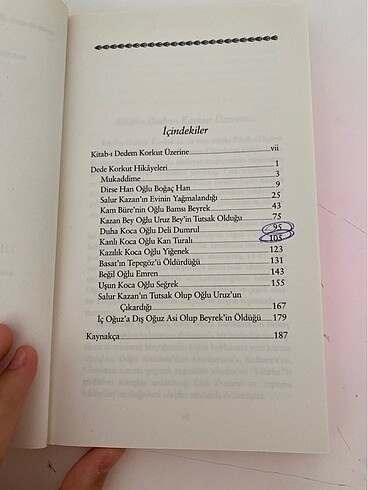 İçindekiler
Kitab-ı Dedem Korkut Üzerine vii
Dede Korkut Hikâyeleri 1
Mukaddime 3
Dirse Han Oğlu Boğaç Han 9
Salur Kazan'ın Evinin Yağmalandığı 25
Kam Büre'nin Oğlu Bamsı Beyrek 43
Kazan Bey Oğlu Uruz Bey'in Tutsak Olduğu 75
Duha Koca Oğlu Deli Dumrul 95
Kanlı Koca Oğlu Kan Turalı 105
Kazılık Koca Oğlu Yigenek 123
Basat'ın Tepegöz'ü Öldürdüğü 131
Beğil Oğlu Emren 143
Uşun Koca Oğlu Seğrek 155
Salur Kazan'ın Tutsak Olup Oğlu Uruz'un
Çıkardığı 167
İç Oğuz'a Dış Oğuz Asi Olup Beyrek'in Öldüğü 179
Kaynakça 187